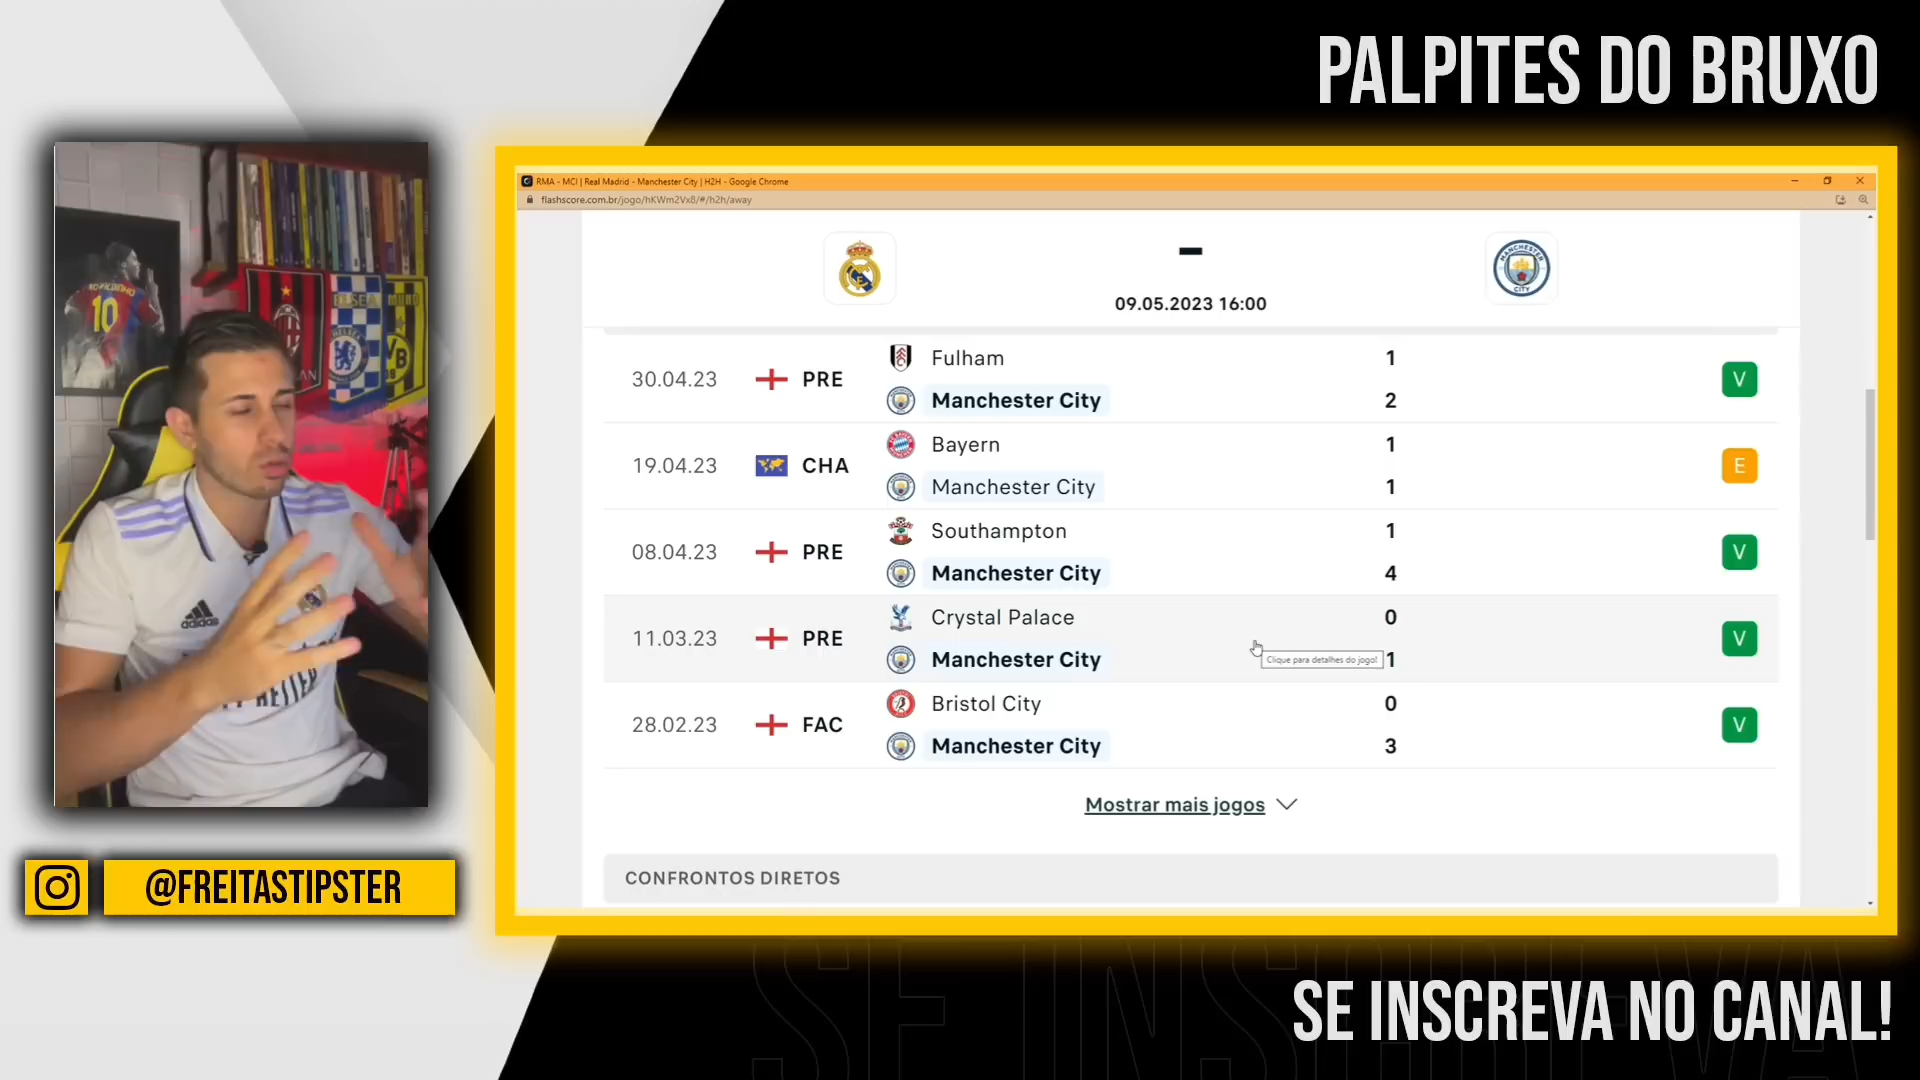 PALPITES DO BRUXO
RMA - MCI | Real Madrid - Manchester City | H2H - Google Chrome
flashscore.com.br/jogo/hKWm2Vx8/#/h2h/away
-
09.05.2023 16:00
30.04.23 PRE Fulham 1 V
Manchester City 2
19.04.23 CHA Bayern 1 E
Manchester City 1
08.04.23 PRE Southampton 1 V
Manchester City 4
11.03.23 PRE Crystal Palace 0 V
Manchester City 1
Clique para detalhes do jogo!
28.02.23 FAC Bristol City 0 V
Manchester City 3
Mostrar mais jogos
CONFRONTOS DIRETOS
10
adidas
@FREITASTIPSTER
SE INSCREVA NO CANAL!